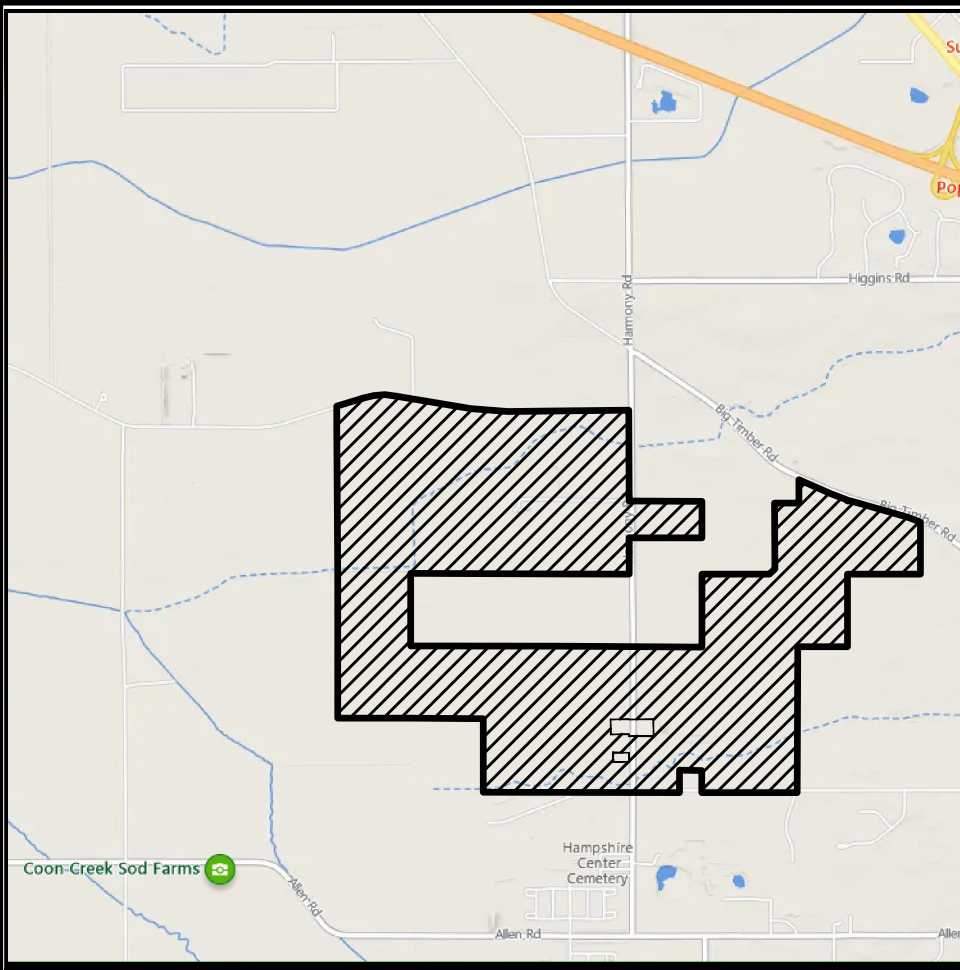 Su
Pop
Higgins Rd
Harmony Rd
Big Timber Rd
Big Timber Rd
Hampshire
Center
Cemetery
Coon Creek Sod Farms
Allen Rd
Allen Rd
Allen